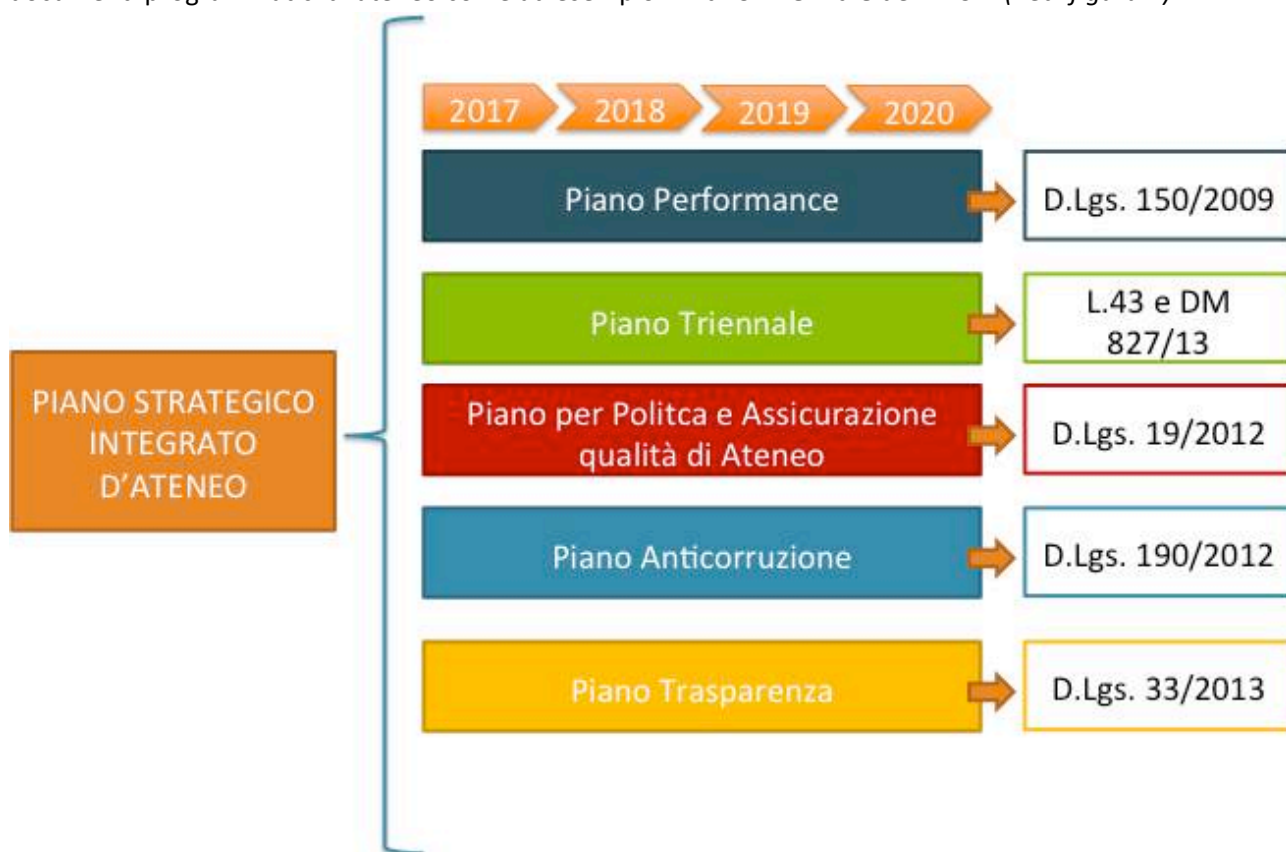 2017 2018 2019 2020
Piano Performance
D.Lgs. 150/2009
Piano Triennale
L.43 e DM
827/13
PIANO STRATEGICO
INTEGRATO
D'ATENEO
Piano per Politca e Assicurazione
qualità di Ateneo
D.Lgs. 19/2012
Piano Anticorruzione
D.Lgs. 190/2012
Piano Trasparenza
D.Lgs. 33/2013